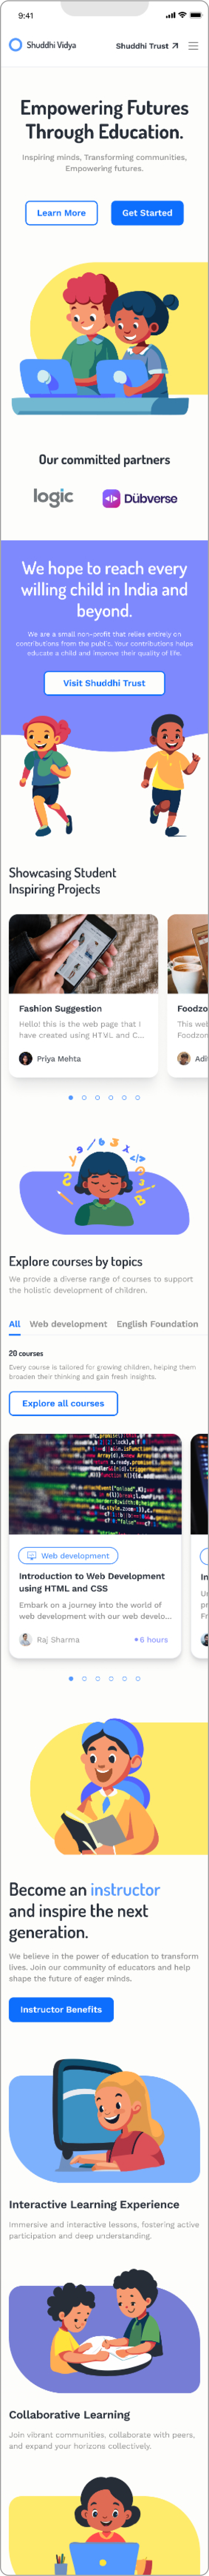 9:41
Shuddhi Vidya
Shuddhi Trust
Empowering Futures
Through Education.
Inspiring minds, Transforming communities,
Empowering futures.
Learn More
Get Started
Our committed partners
logic
Dubverse
We hope to reach every
willing child in India and
beyond.
We are a small non-profit that relies entirely on
contributions from the public. Your contributions helps
educate a child and improve their quality of life.
Visit Shuddhi Trust
Showcasing Student
Inspiring Projects
Fashion Suggestion
Hello! this is the web page that I
have created using HTML and C...
Priya Mehta
Foodzo
This web
Foodzon
Adi
Explore courses by topics
We provide a diverse range of courses to support
the holistic development of children.
All
Web development
English Foundation
20 courses
Every course is tailored for growing children, helping them
broaden their thinking and gain fresh insights.
Explore all courses
Web development
Introduction to Web Development
using HTML and CSS
Embark on a journey into the world of
web development with our web develo...
Raj Sharma
6 hours
In
Un
pr
Fr
Become an instructor
and inspire the next
generation.
We believe in the power of education to transform
lives. Join our community of educators and help
shape the future of eager minds.
Instructor Benefits
Interactive Learning Experience
Immersive and interactive lessons, fostering active
participation and deep understanding.
Collaborative Learning
Join vibrant communities, collaborate with peers,
and expand your horizons collectively.